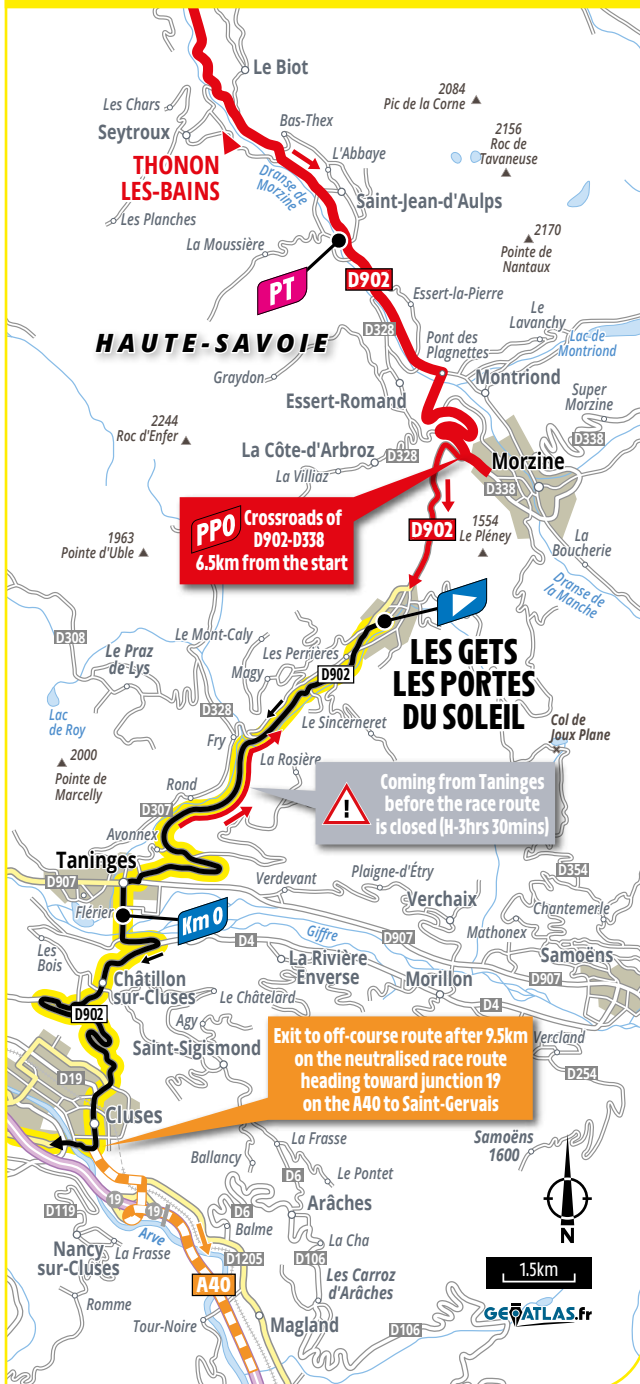 Le Biot
2084
Pic de la Corne
Les Chars
Seytroux
Bas-Thex
2156
Roc de
Tavaneuse
THONON
LES-BAINS
L'Abbaye
Dranse de
Morzine
Saint-Jean-d'Aulps
Les Planches
La Moussière
2170
Pointe de
Nantaux
PT
D902
Essert-la-Pierre
HAUTE-SAVOIE
D328
Le
Lavanchy
Pont des
Plagnettes
Lac de
Montriond
Graydon
Montriond
Essert-Romand
Super
Morzine
2244
Roc d'Enfer
La Côte-d'Arbroz
D328
D338
La Villiaz
Morzine
D338
PPO Crossroads of
D902-D338
6.5km from the start
D902
1554
Le Pléney
1963
Pointe d'Uble
La
Boucherie
Dranse de
la Manche
D308
Le Mont-Caly
Le Praz
de Lys
Les Perrières
Magy
D902
LES GETS
LES PORTES
DU SOLEIL
D328
Lac
de Roy
Fry
Le Sincerneret
Col de
Joux Plane
2000
Pointe de
Marcelly
La Rosière
Rond
D307
Coming from Taninges
before the race route
is closed (H-3hrs 30mins)
Avonnex
Taninges
D907
Verdevant
Plaigne-d'Étry
D354
Verchaix
Chantemerle
Flérier
Km 0
Giffre
D907
Mathonex
Samoëns
D4
Les
Bois
La Rivière
Enverse
D907
Châtillon
sur-Cluses
Le Châtelard
Morillon
D4
D902
Agy
Vercland
Saint-Sigismond
Exit to off-course route after 9.5km
on the neutralised race route
heading toward junction 19
on the A40 to Saint-Gervais
D19
D254
Cluses
La Frasse
Samoëns
1600
Ballancy
Le Pontet
D6
19
19
D119
D6
Arâches
Arve
Balme
La Cha
N
Nancy
sur-Cluses
La Frasse
D1205
D106
1.5km
A40
Les Carroz
d'Arâches
Romme
GEOATLAS.fr
Tour-Noire
Magland
D106